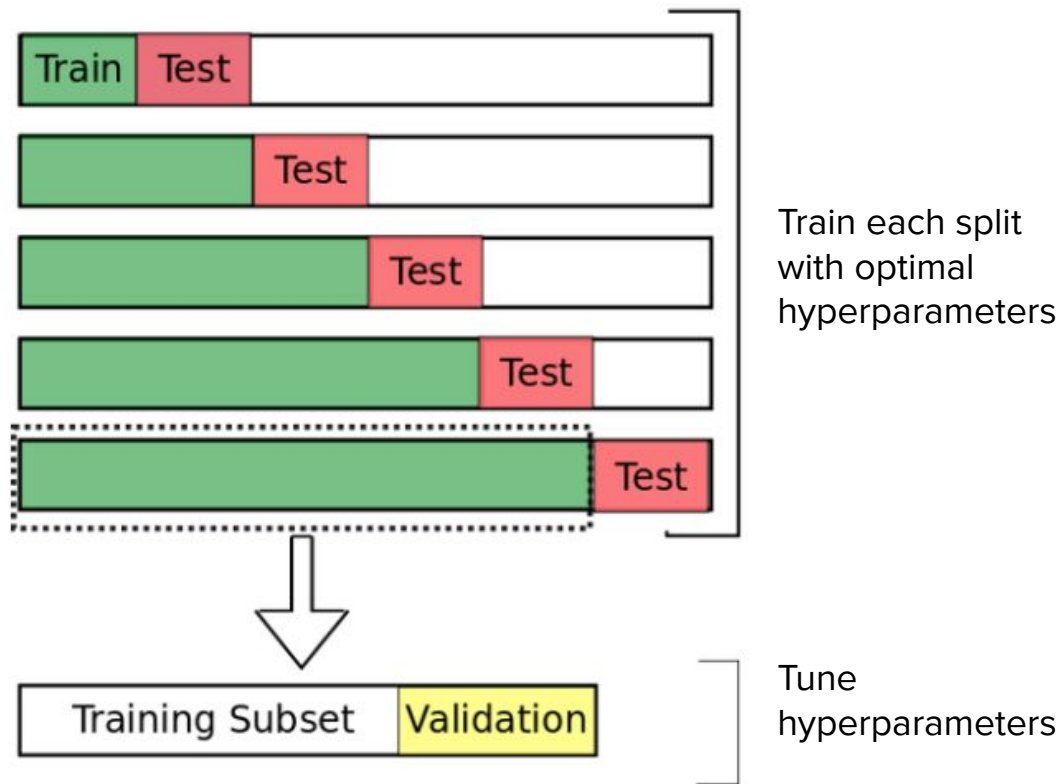 Train Test
Test
Test
Test
Test
Train each split
with optimal
hyperparameters
Training Subset Validation
Tune
hyperparameters